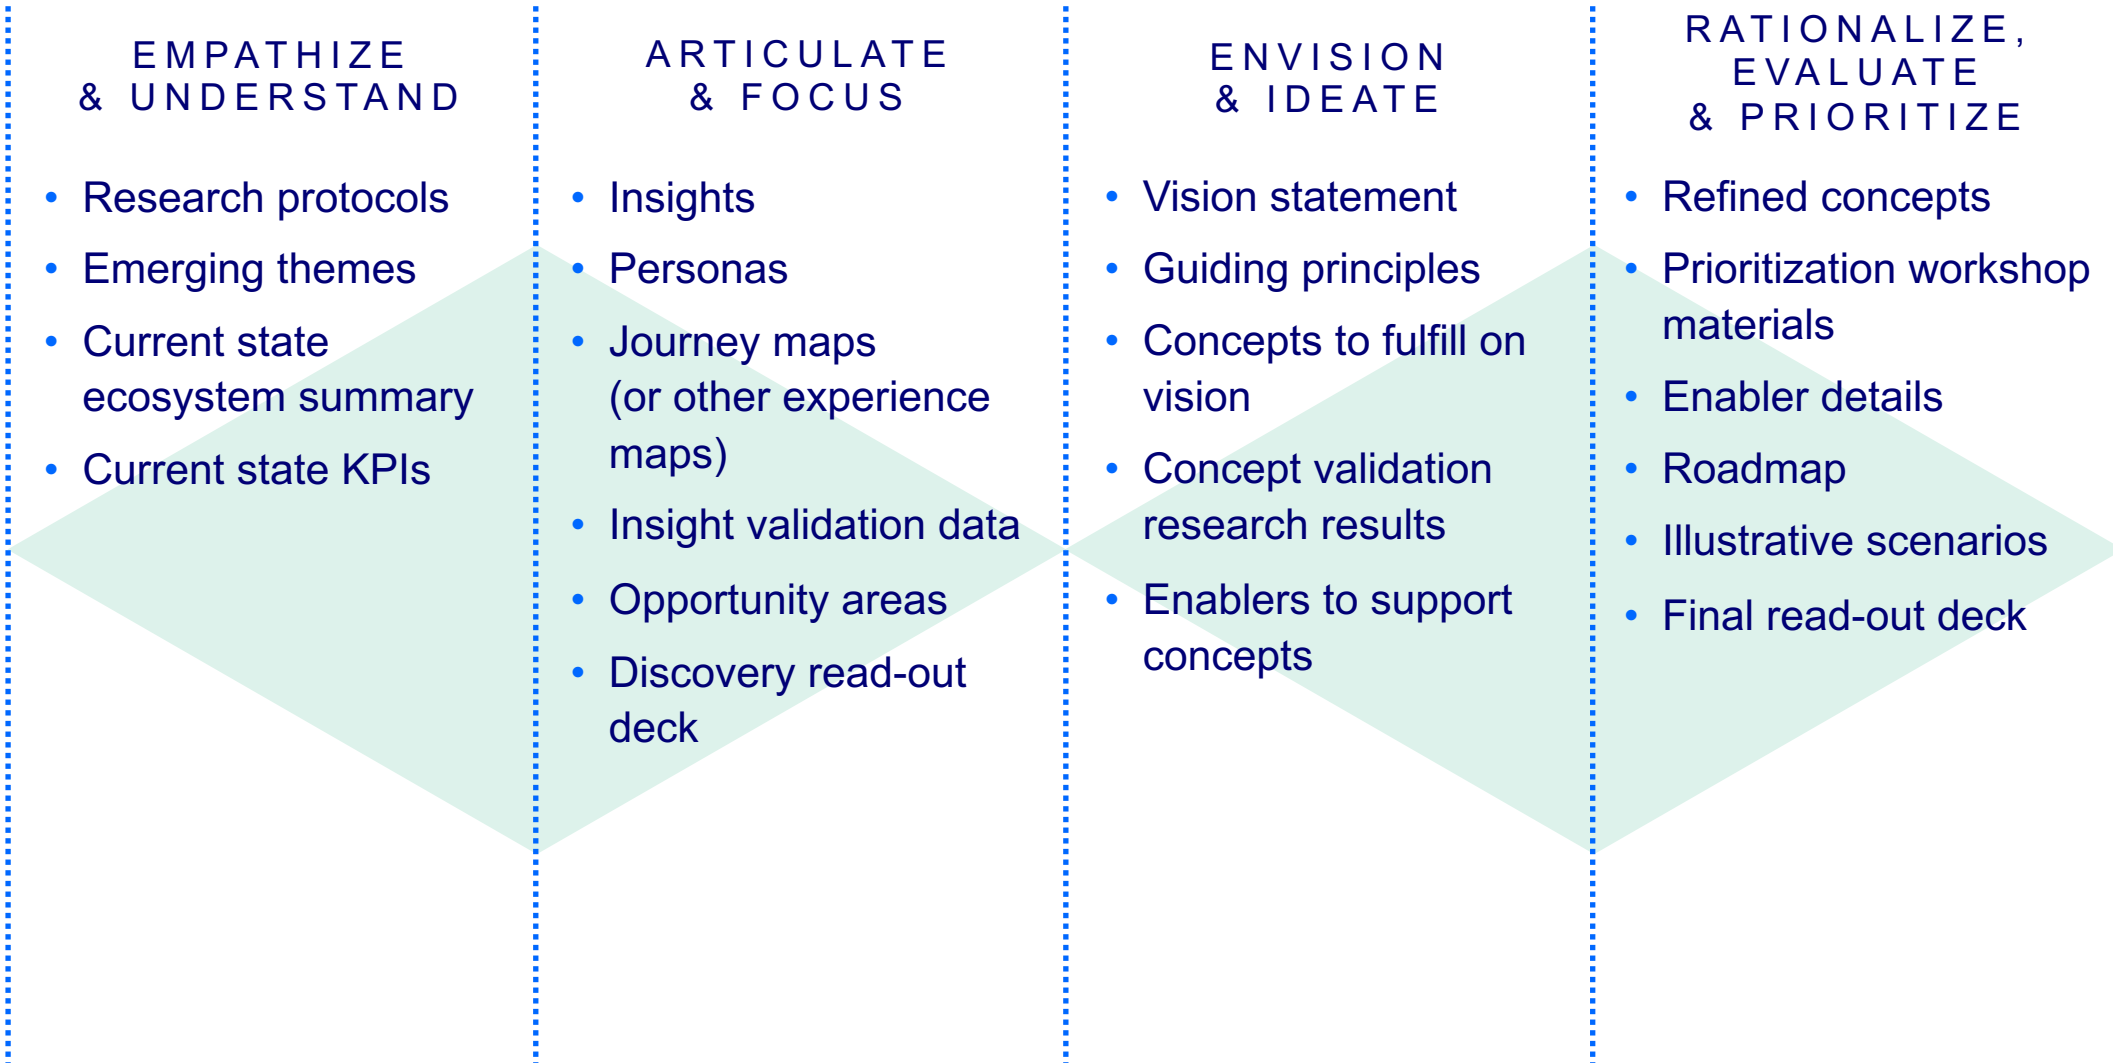 EMPATHIZE
& UNDERSTAND
• Research protocols
• Emerging themes
• Current state
ecosystem summary
• Current state KPIs
ARTICULATE
& FOCUS
• Insights
• Personas
• Journey maps
(or other experience
maps)
• Insight validation data
• Opportunity areas
• Discovery read-out
deck
ENVISION
& IDEATE
• Vision statement
• Guiding principles
• Concepts to fulfill on
vision
• Concept validation
research results
• Enablers to support
concepts
RATIONALIZE,
EVALUATE
& PRIORITIZE
• Refined concepts
• Prioritization workshop
materials
• Enabler details
• Roadmap
• Illustrative scenarios
• Final read-out deck